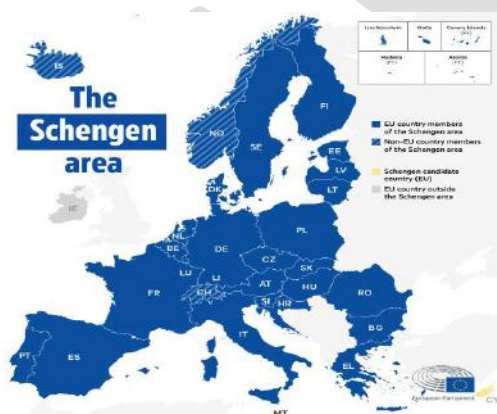 The
Schengen
area
Liechtenstein
Malta
Canary Islands
(ES)
Madeira
(PT)
Azores
(PT)
EU country members
of the Schengen area
Non-EU country members
of the Schengen area
Schengen candidate
country (EU)
EU country outside
the Schengen area
IS
NO
SE
FI
EE
LV
LT
DK
IE
NL
BE
DE
PL
LU
CZ
SK
LI
FR
CH
AT
HU
SI
HR
RO
IT
BG
PT
ES
EL
MT
CY
European Parliament